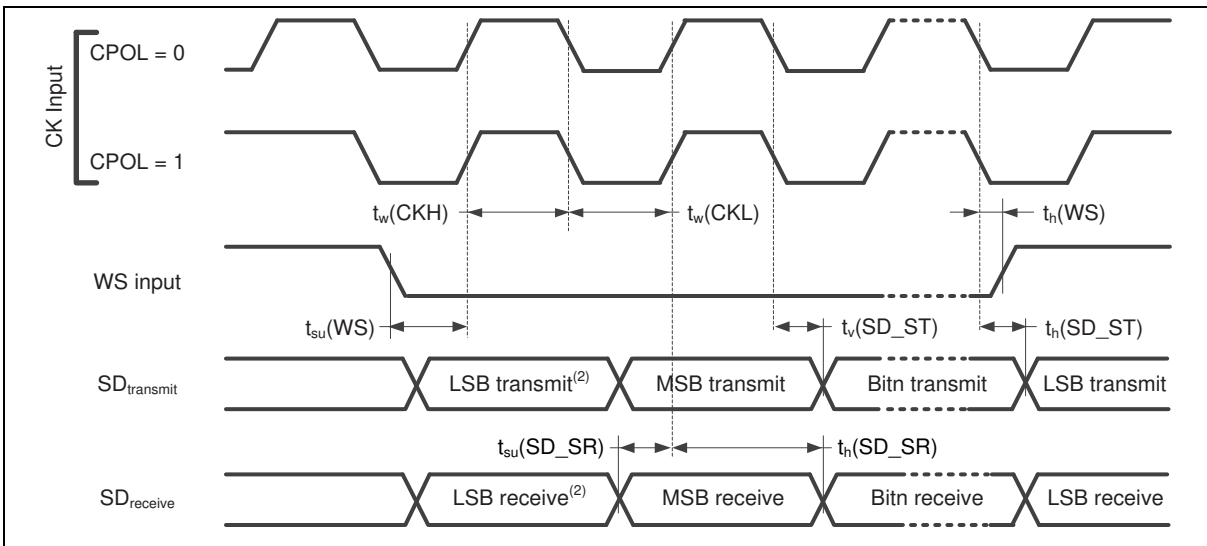 CK Input
CPOL = 0
CPOL = 1
tw(CKH)
tw(CKL)
th(WS)
WS input
tsu(WS)
tv(SD_ST)
th(SD_ST)
SDtransmit
LSB transmit(2)
MSB transmit
Bitn transmit
LSB transmit
tsu(SD_SR)
th(SD_SR)
SDreceive
LSB receive(2)
MSB receive
Bitn receive
LSB receive